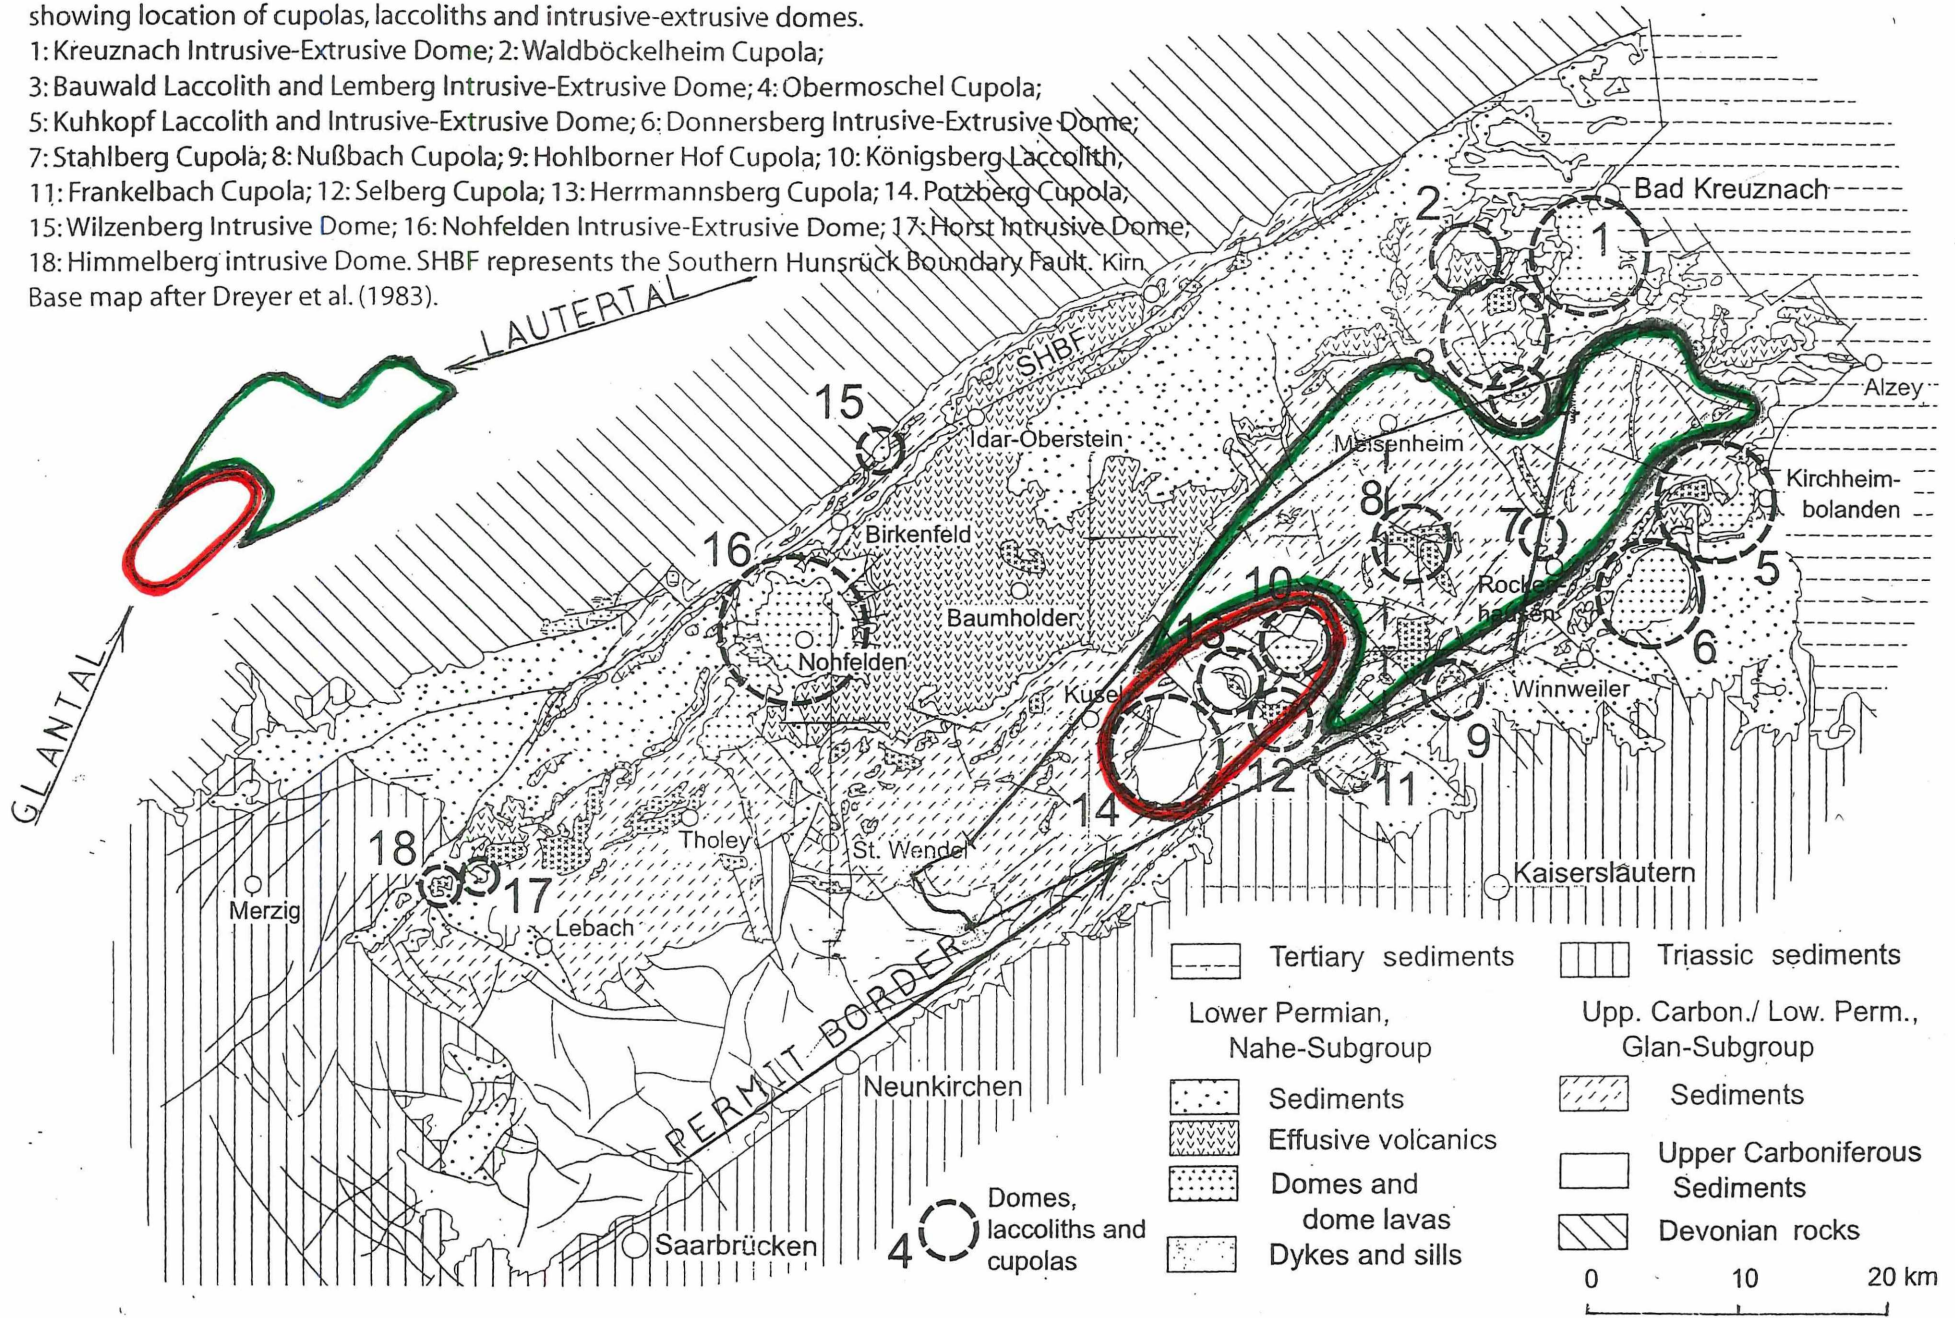 showing location of cupolas, laccoliths and intrusive-extrusive domes.
1: Kreuznach Intrusive-Extrusive Dome; 2: Waldböckelheim Cupola;
3: Bauwald Laccolith and Lemberg Intrusive-Extrusive Dome; 4: Obermoschel Cupola;
5: Kuhkopf Laccolith and Intrusive-Extrusive Dome; 6: Donnersberg Intrusive-Extrusive Dome;
7: Stahlberg Cupola; 8: Nußbach Cupola; 9: Hohlborner Hof Cupola; 10: Königsberg Laccolith;
11: Frankelbach Cupola; 12: Selberg Cupola; 13: Herrmannsberg Cupola; 14. Potzberg Cupola;
15: Wilzenberg Intrusive Dome; 16: Nohfelden Intrusive-Extrusive Dome; 17: Horst Intrusive Dome;
18: Himmelberg intrusive Dome. SHBF represents the Southern Hunsrück Boundary Fault.
Base map after Dreyer et al. (1983).
Kirn
LAUTERTAL
GLANTAL
SHBF
2
Bad Kreuznach
1
3
Alzey
15
Idar-Oberstein
Meisenheim
4
Kirchheim-
bolanden
8
7
5
Birkenfeld
16
10
Rocken-
hausen
6
Baumholder
13
Nohfelden
Kusel
Winnweiler
9
12
11
14
Tholey
St. Wendel
18
17
Merzig
Lebach
Kaiserslautern
PERMIT BORDER
Neunkirchen
Saarbrücken
4
Domes,
laccoliths and
cupolas
Tertiary sediments
Lower Permian,
Nahe-Subgroup
Sediments
Effusive volcanics
Domes and
dome lavas
Dykes and sills
Triassic sediments
Upp. Carbon./ Low. Perm.,
Glan-Subgroup
Sediments
Upper Carboniferous
Sediments
Devonian rocks
0 10 20 km